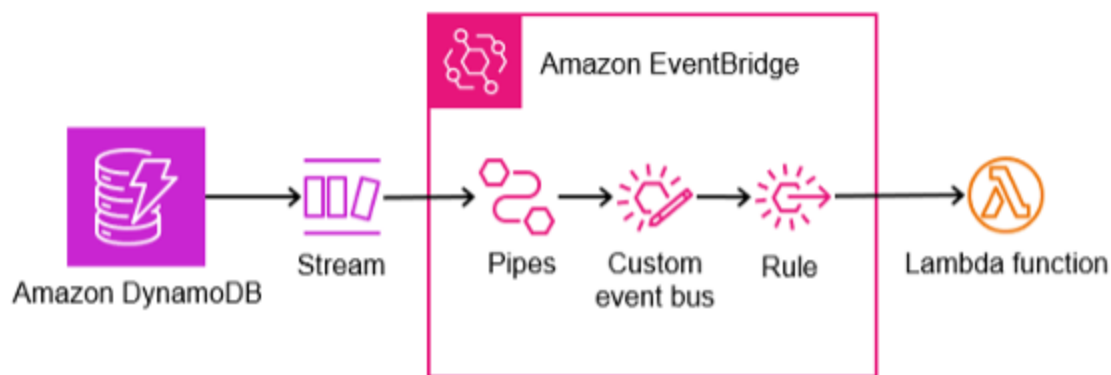 Amazon EventBridge
Amazon DynamoDB
Stream
Pipes
Custom
event bus
Rule
Lambda function